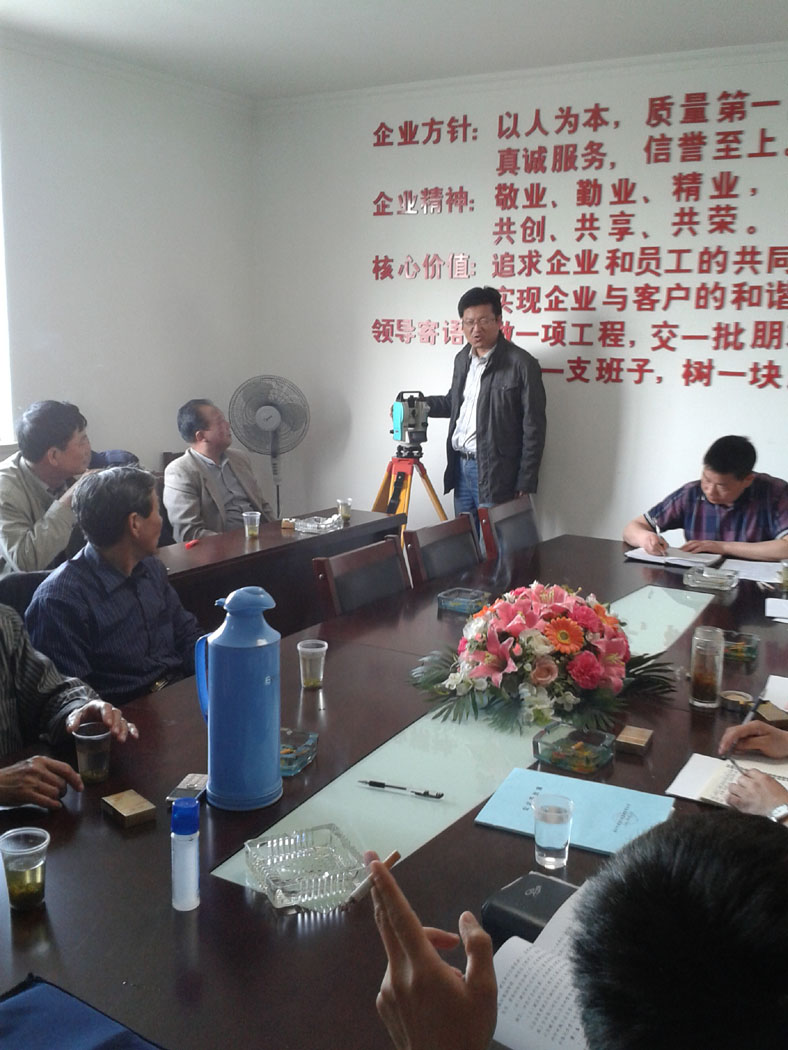 企业方针：以人为本，质量第一
真诚服务，信誉至上。
企业精神：敬业、勤业、精业，
共创、共享、共荣。
核心价值：追求企业和员工的共同
实现企业与客户的和谐
领导寄语 做一项工程，交一批朋
一支班子，树一块